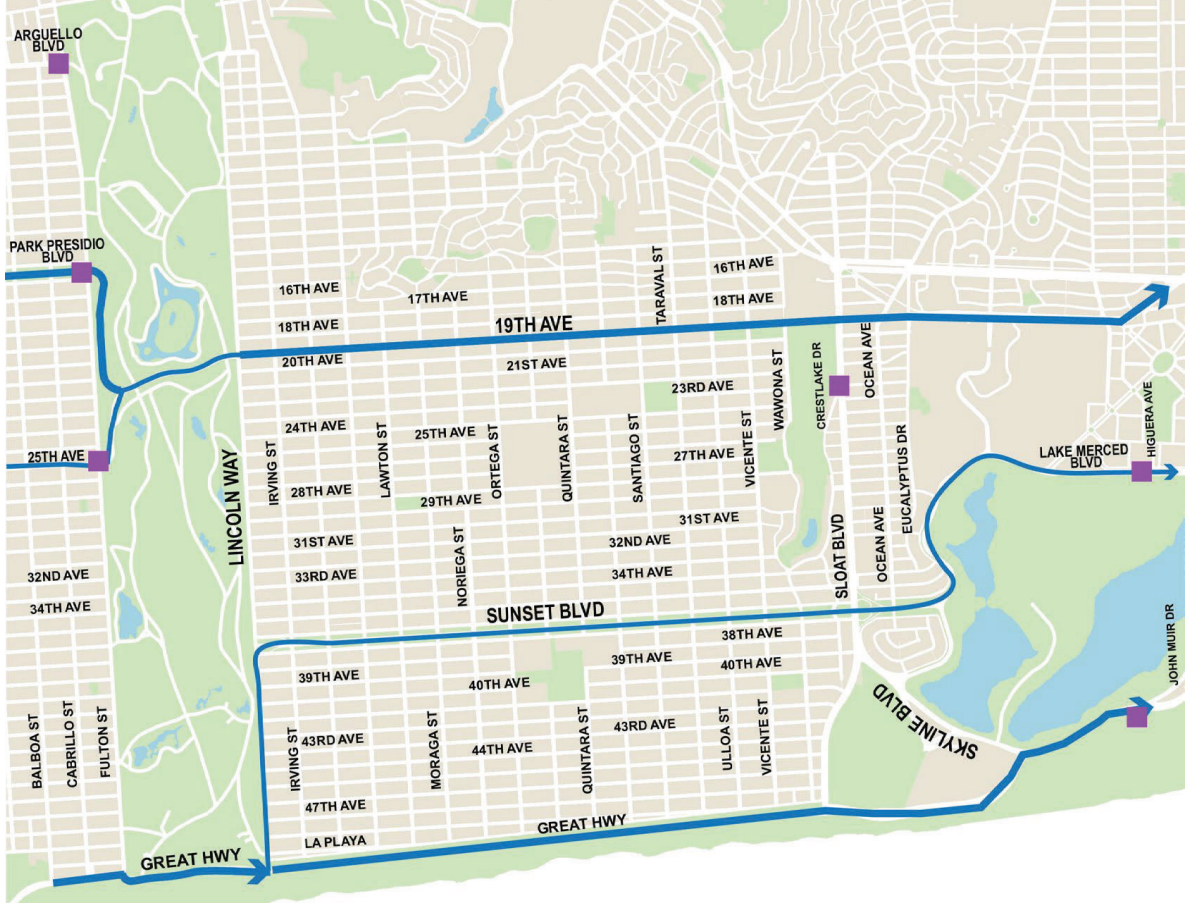 ARGUELLO
BLVD
PARK PRESIDIO
BLVD
16TH AVE
17TH AVE
TARAVAL ST
16TH AVE
18TH AVE
18TH AVE
19TH AVE
20TH AVE
21ST AVE
23RD AVE
WAWONA ST
CRESTLAKE DR
OCEAN AVE
24TH AVE
25TH AVE
25TH AVE
27TH AVE
LAKE MERCED
BLVD
HIGUERA AVE
LINCOLN WAY
IRVING ST
LAWTON ST
ORTEGA ST
QUINTARA ST
SANTIAGO ST
VICENTE ST
EUCALYPTUS DR
28TH AVE
29TH AVE
31ST AVE
31ST AVE
32ND AVE
NORIEGA ST
SLOAT BLVD
OCEAN AVE
32ND AVE
33RD AVE
34TH AVE
34TH AVE
SUNSET BLVD
38TH AVE
39TH AVE
39TH AVE
40TH AVE
40TH AVE
JOHN MUIR DR
SKYLINE BLVD
BALBOA ST
CABRILLO ST
FULTON ST
IRVING ST
43RD AVE
MORAGA ST
44TH AVE
QUINTARA ST
43RD AVE
ULLOA ST
VICENTE ST
47TH AVE
LA PLAYA
GREAT HWY
GREAT HWY